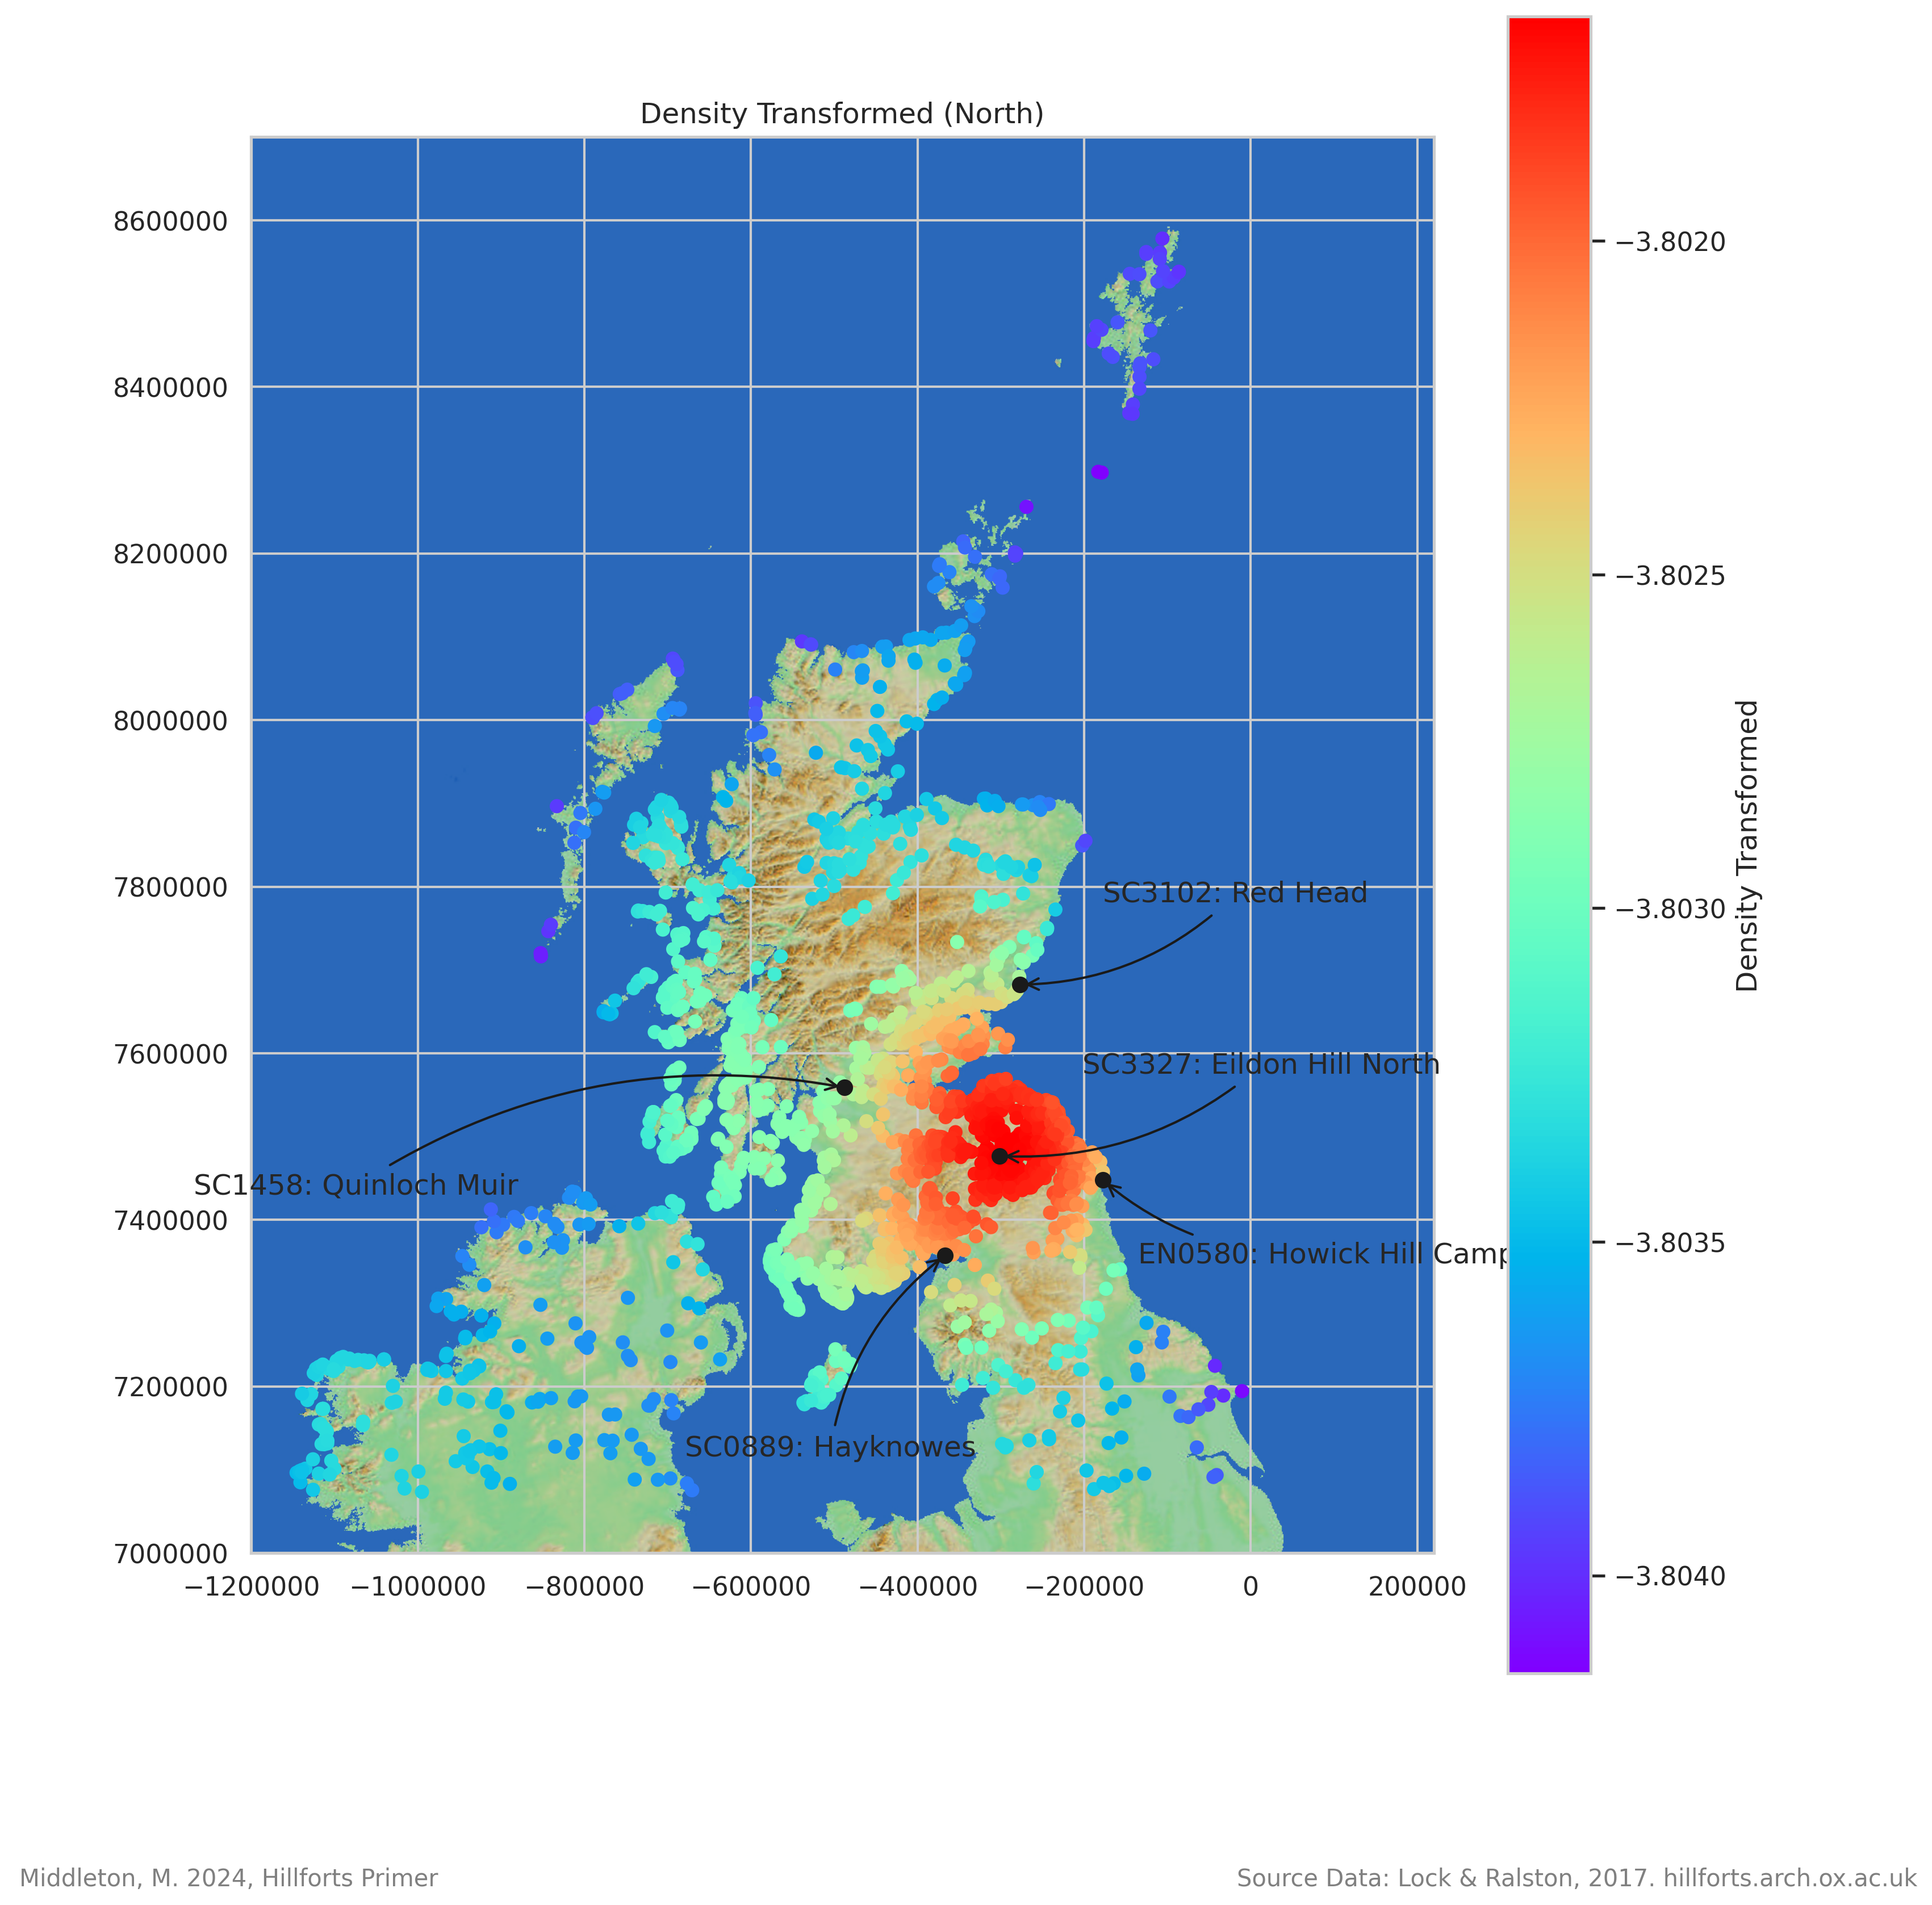 Density Transformed (North)
8600000
8400000
8200000
8000000
7800000
7600000
7400000
7200000
7000000
−1200000
−1000000
−800000
−600000
−400000
−200000
0
200000
SC3102: Red Head
SC3327: Eildon Hill North
SC1458: Quinloch Muir
EN0580: Howick Hill Camp
SC0889: Hayknowes
−3.8020
−3.8025
−3.8030
−3.8035
−3.8040
Density Transformed
Middleton, M. 2024, Hillforts Primer
Source Data: Lock & Ralston, 2017. hillforts.arch.ox.ac.uk